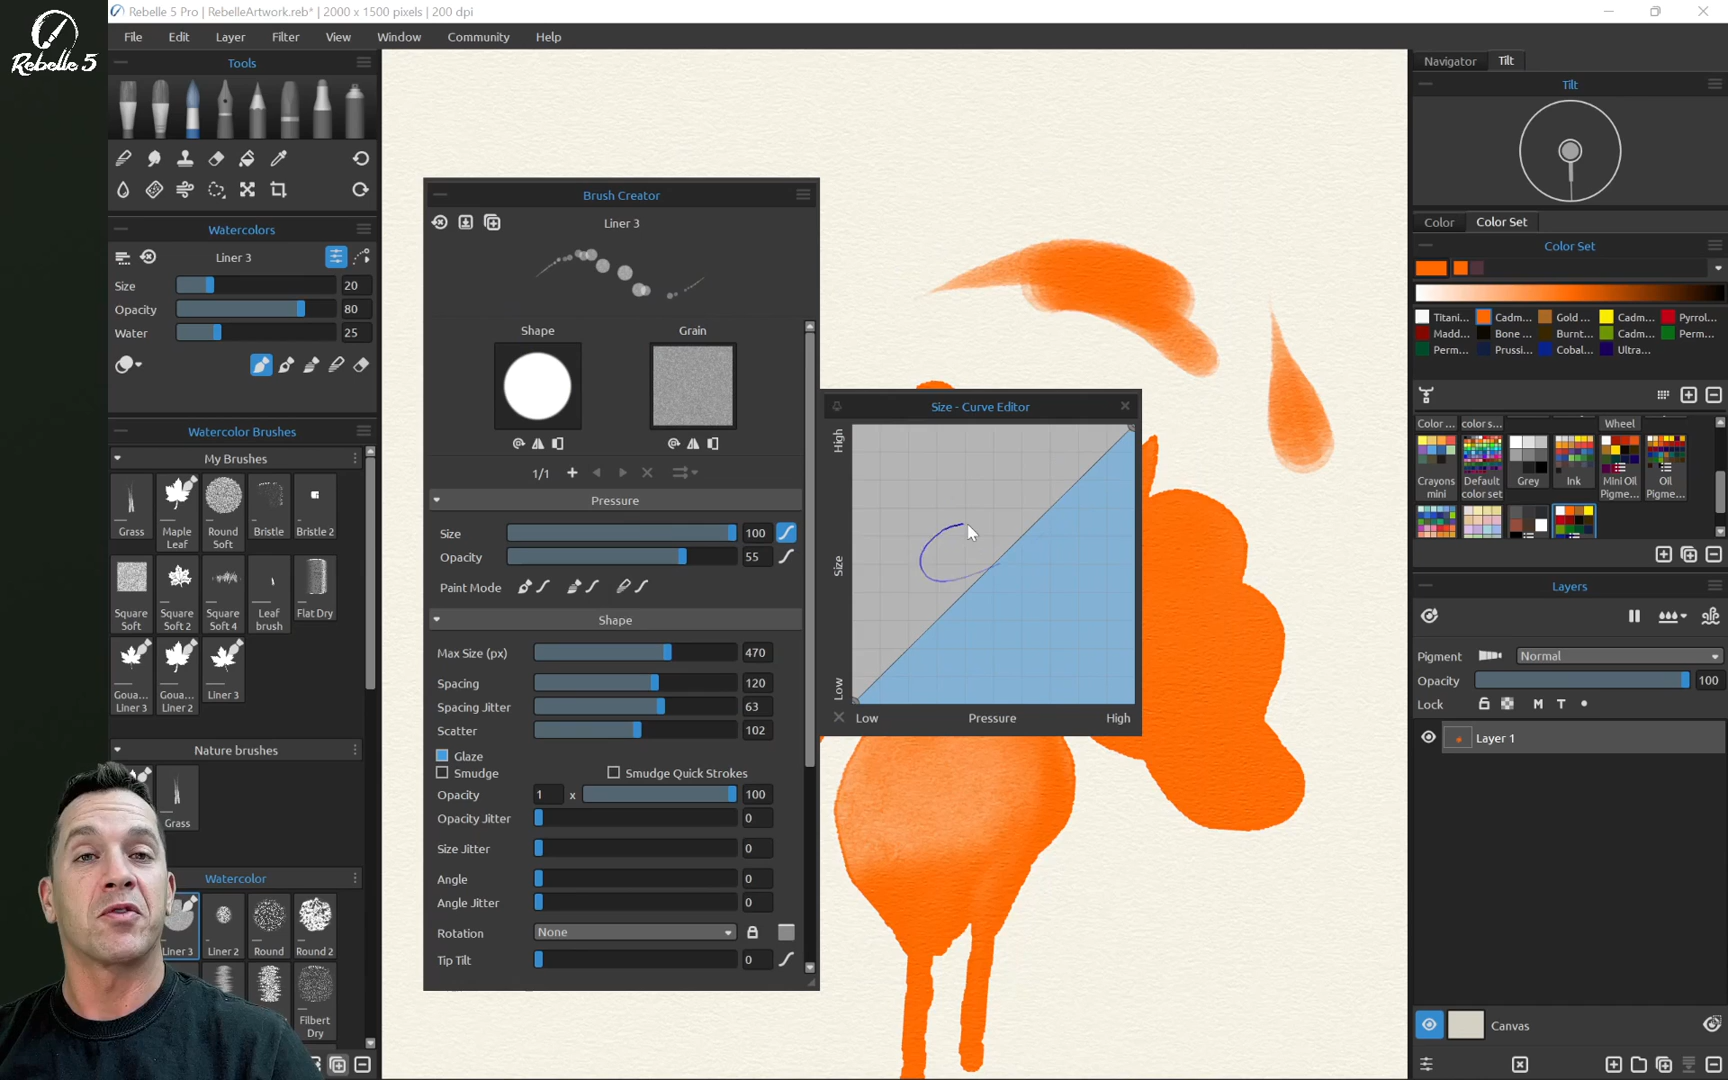 Rebelle 5 Pro | RebelleArtwork.reb* | 2000 x 1500 pixels | 200 dpi
Rebelle 5
File Edit Layer Filter View Window Community Help
Tools
Watercolors
Liner 3
Size 20
Opacity 80
Water 25
Watercolor Brushes
My Brushes
Grass Maple Leaf Round Soft Bristle Bristle 2
Square Soft Square Soft 2 Square Soft 4 Leaf brush Flat Dry
Goua... Liner 3 Goua... Liner 2 Liner 3
Nature brushes
Grass
Watercolor
Liner 3 Liner 2 Round Round 2
Filbert Dry
Brush Creator
Liner 3
Shape Grain
1/1
Pressure
Size 100
Opacity 55
Paint Mode
Shape
Max Size (px) 470
Spacing 120
Spacing Jitter 63
Scatter 102
Glaze
Smudge Smudge Quick Strokes
Opacity 1 x 100
Opacity Jitter 0
Size Jitter 0
Angle 0
Angle Jitter 0
Rotation None
Tip Tilt 0
Size - Curve Editor
High
Size
Low
Low Pressure High
Navigator Tilt
Tilt
Color Color Set
Color Set
Titani... Cadm... Gold ... Cadm... Pyrrol...
Madd... Bone ... Burnt... Cadm... Perm...
Perm... Prussi... Cobal... Ultra...
Color ... color s... Wheel
Crayons mini Default color set Grey Ink Mini Oil Pigme... Oil Pigme...
Layers
Pigment Normal
Opacity 100
Lock M T
Layer 1
Canvas